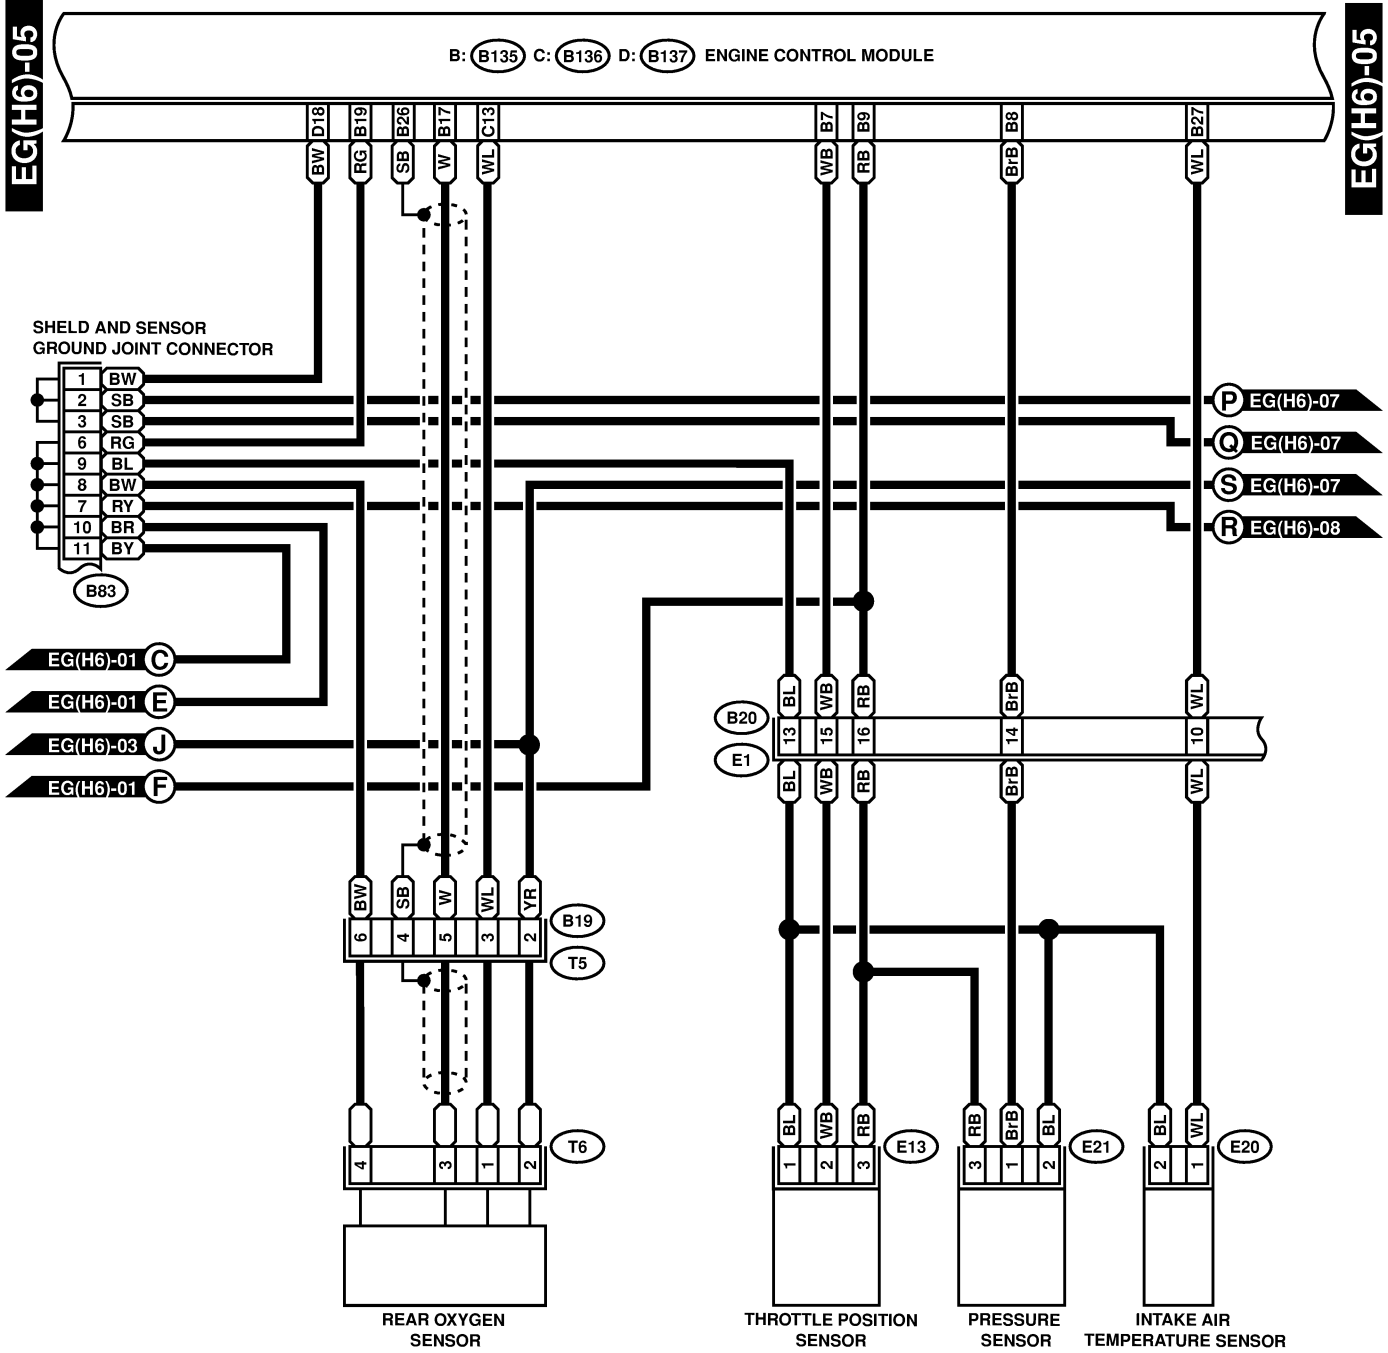 EG(H6)-05
EG(H6)-05
B: B135 C: B136 D: B137 ENGINE CONTROL MODULE
D18 B19 B26 B17 C13 B7 B9 B8 B27
BW RG SB W WL WB RB BrB WL
SHELD AND SENSOR
GROUND JOINT CONNECTOR
1 BW
2 SB
3 SB
6 RG
9 BL
8 BW
7 RY
10 BR
11 BY
B83
P EG(H6)-07
Q EG(H6)-07
S EG(H6)-07
R EG(H6)-08
EG(H6)-01 C
EG(H6)-01 E
EG(H6)-03 J
EG(H6)-01 F
BL WB RB BrB WL
B20
13 15 16 14 10
E1
BL WB RB BrB WL
BW SB W WL YR
B19
6 4 5 3 2
T5
T6
4 3 1 2
BL WB RB
E13
1 2 3
RB BrB BL
E21
3 1 2
BL WL
E20
2 1
REAR OXYGEN
SENSOR
THROTTLE POSITION
SENSOR
PRESSURE
SENSOR
INTAKE AIR
TEMPERATURE SENSOR